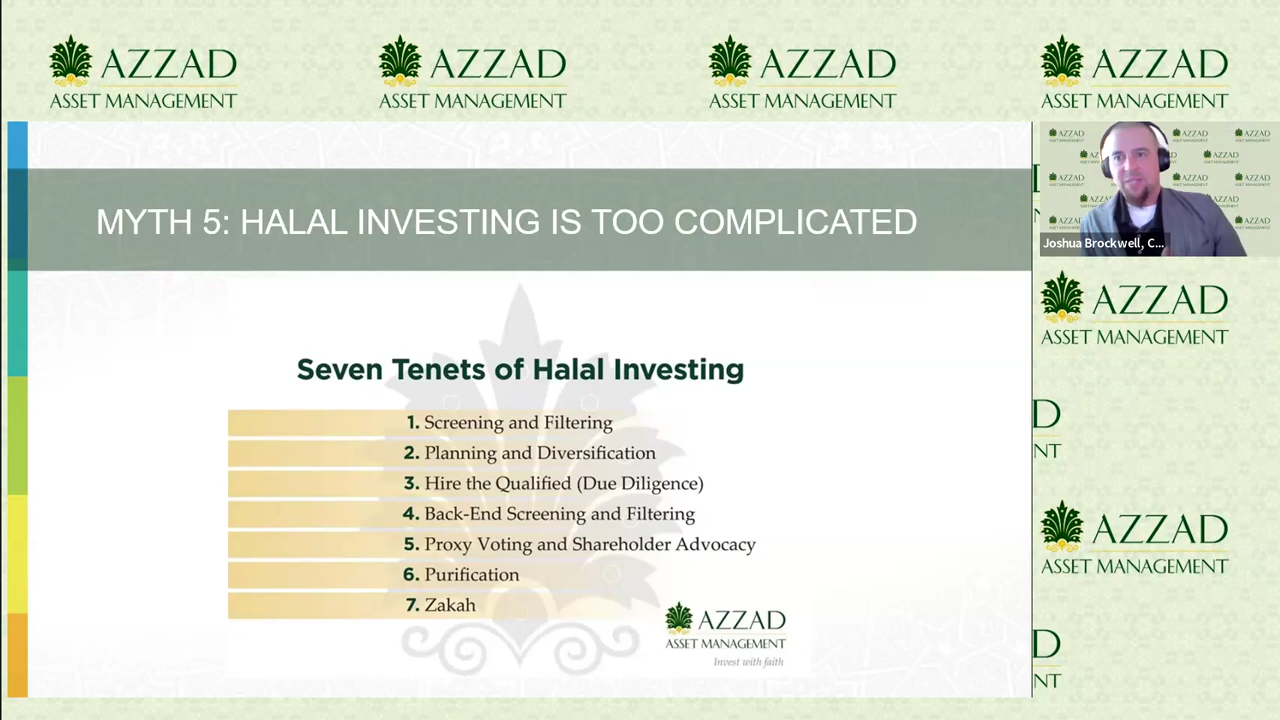 AZZAD
ASSET MANAGEMENT
AZZAD
ASSET MANAGEMENT
AZZAD
ASSET MANAGEMENT
AZZAD
ASSET MANAGEMENT
MYTH 5: HALAL INVESTING IS TOO COMPLICATED
Joshua Brockwell, C...
Seven Tenets of Halal Investing
1. Screening and Filtering
2. Planning and Diversification
3. Hire the Qualified (Due Diligence)
4. Back-End Screening and Filtering
5. Proxy Voting and Shareholder Advocacy
6. Purification
7. Zakah
AZZAD
ASSET MANAGEMENT
Invest with faith
AZZAD
ASSET MANAGEMENT
D
NT
AZZAD
ASSET MANAGEMENT
D
NT